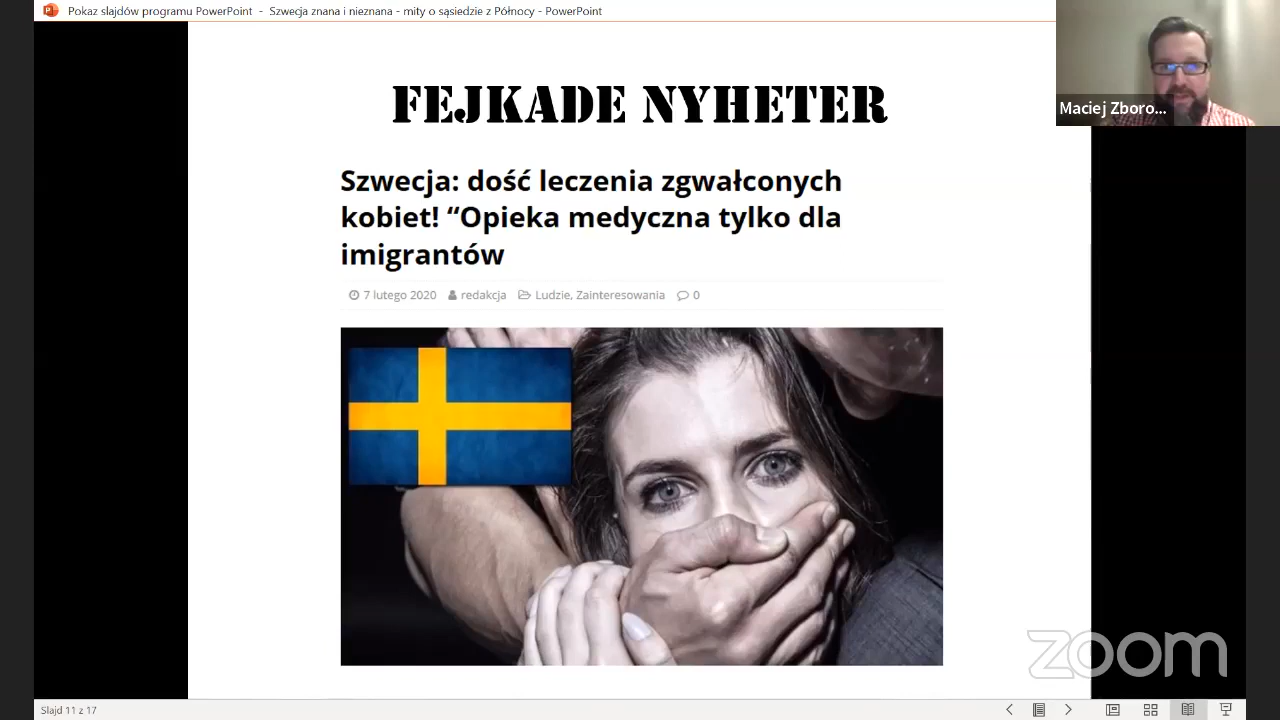 Pokaz slajdów programu PowerPoint - Szwecja znana i nieznana - mity o sąsiedzie z Północy - PowerPoint
Maciej Zboro...
FEJKADE NYHETER
Szwecja: dość leczenia zgwałconych
kobiet! “Opieka medyczna tylko dla
imigrantów
7 lutego 2020 redakcja Ludzie, Zainteresowania 0
zoom
Slajd 11 z 17